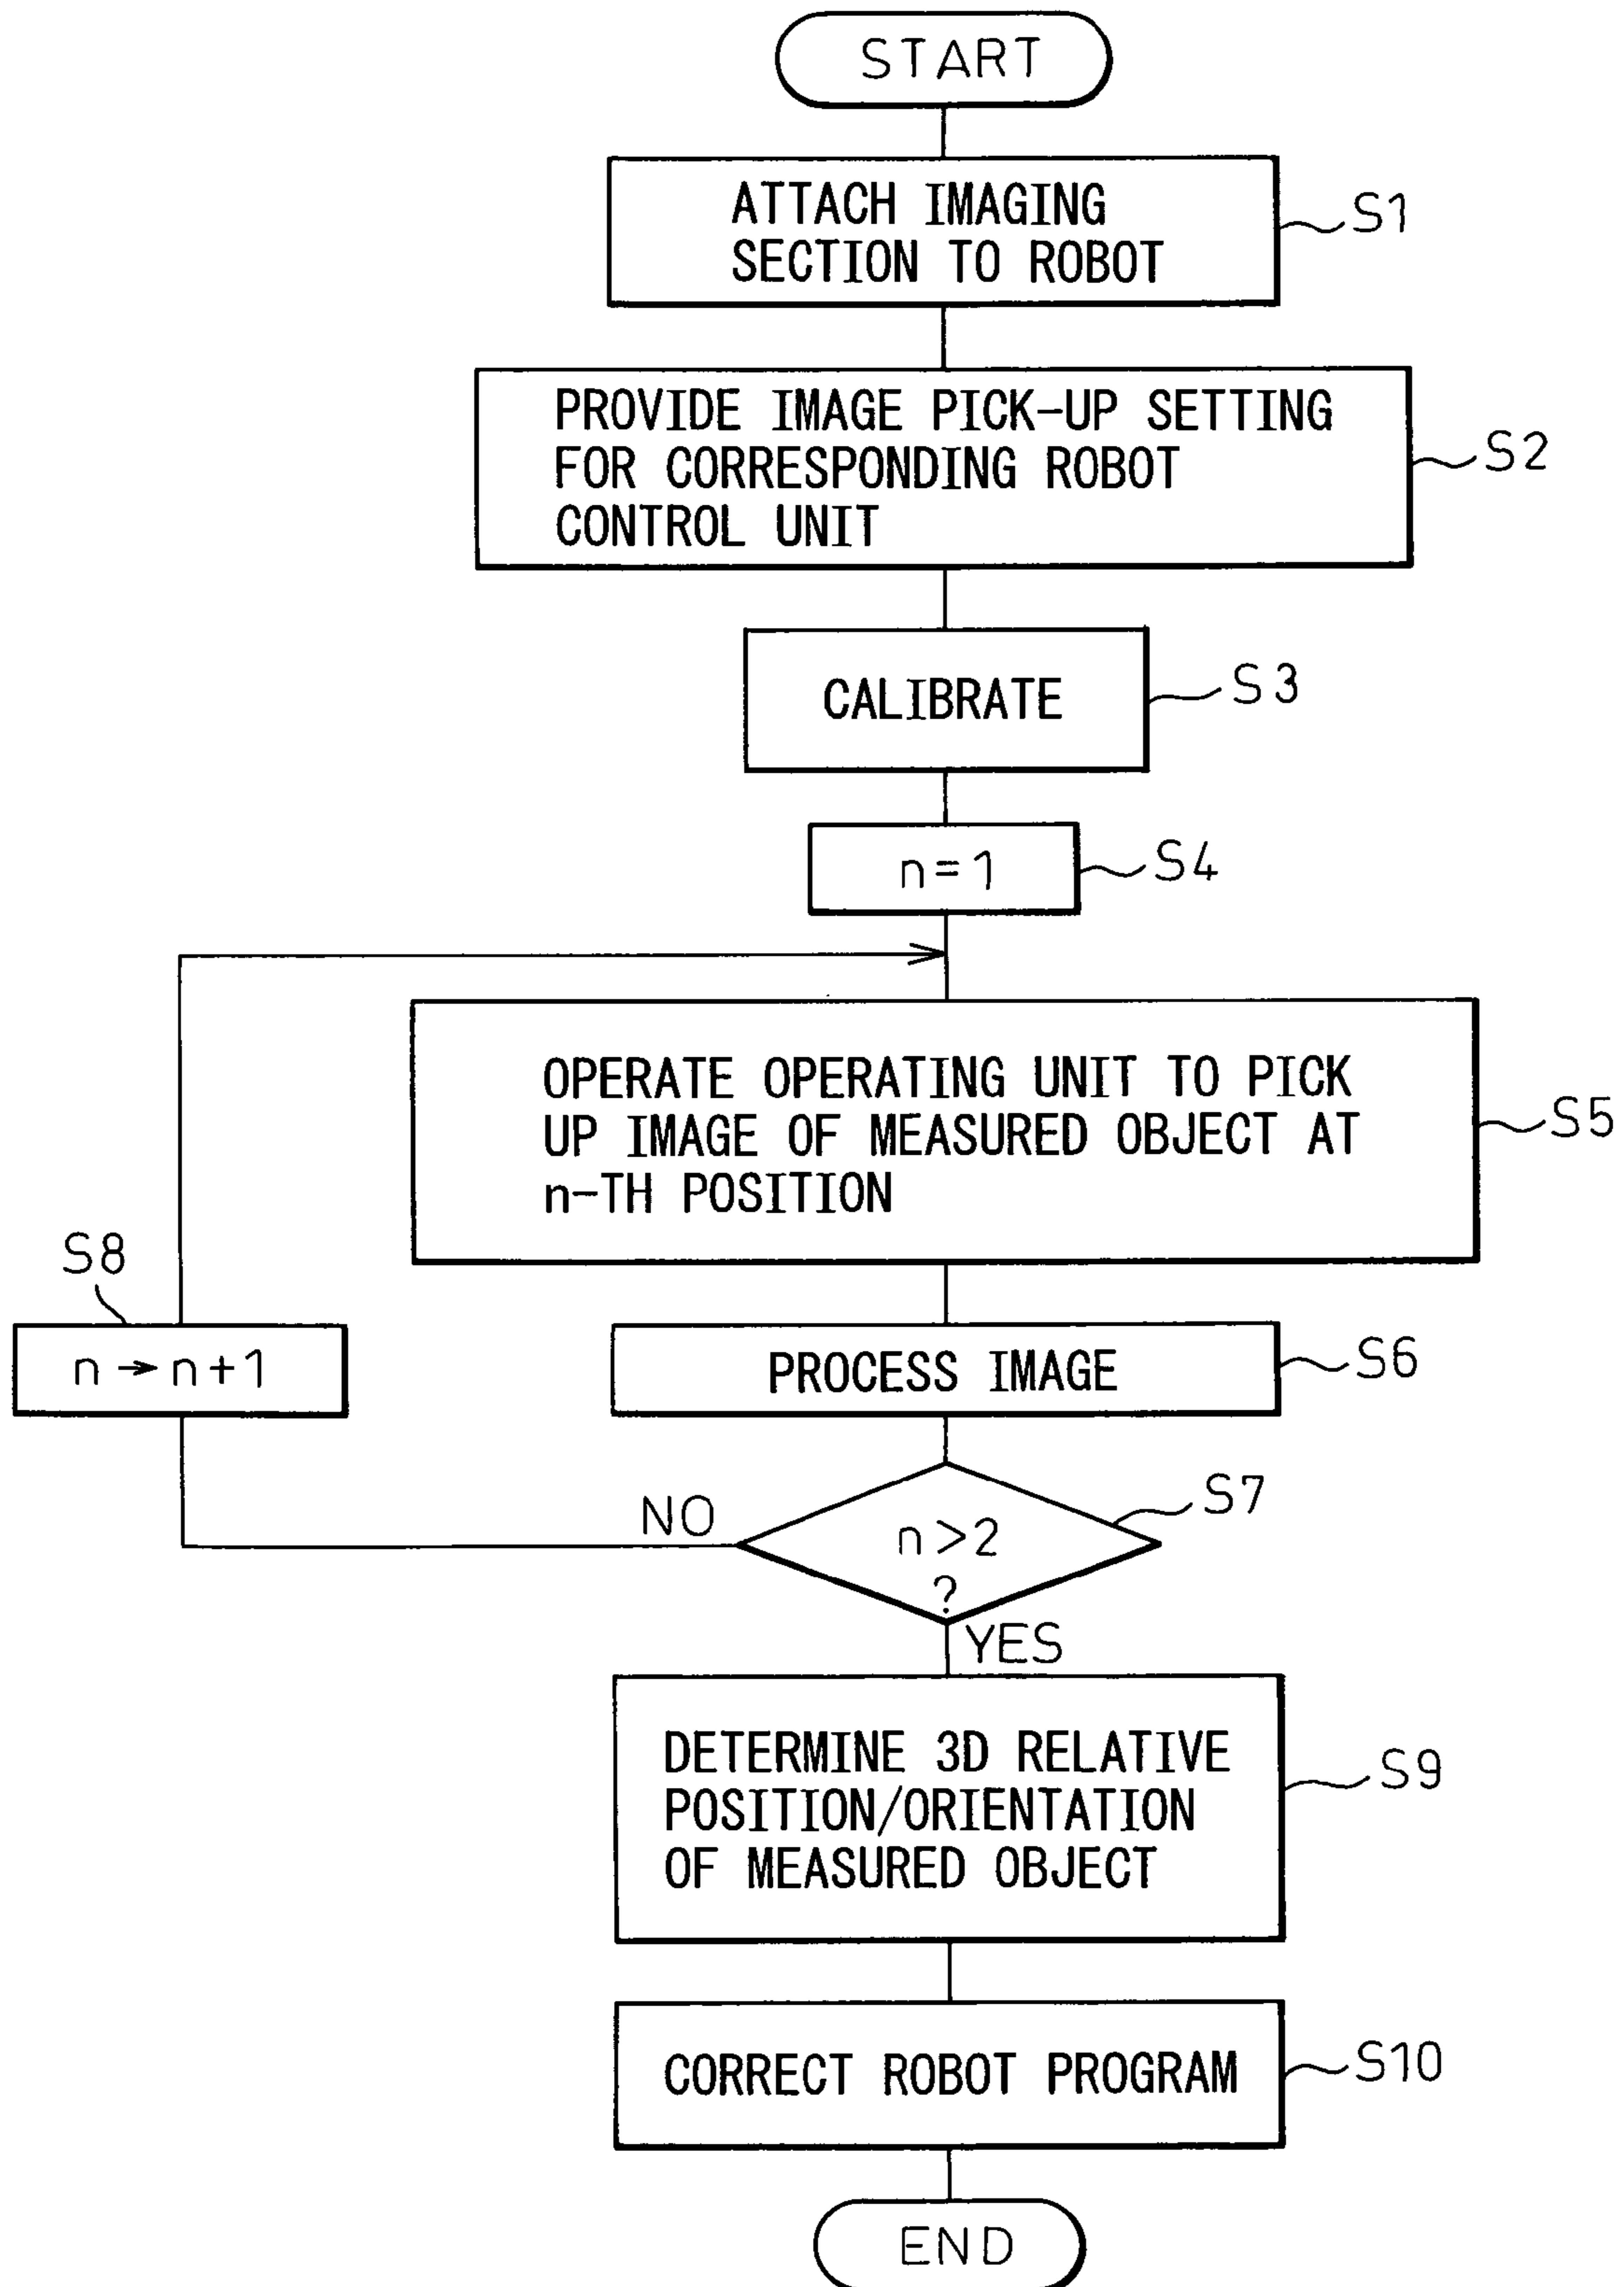 START
ATTACH IMAGING
SECTION TO ROBOT
S1
PROVIDE IMAGE PICK-UP SETTING
FOR CORRESPONDING ROBOT
CONTROL UNIT
S2
CALIBRATE
S3
n=1
S4
OPERATE OPERATING UNIT TO PICK
UP IMAGE OF MEASURED OBJECT AT
n-TH POSITION
S5
S8
n→n+1
PROCESS IMAGE
S6
NO
n>2
?
S7
YES
DETERMINE 3D RELATIVE
POSITION/ORIENTATION
OF MEASURED OBJECT
S9
CORRECT ROBOT PROGRAM
S10
END